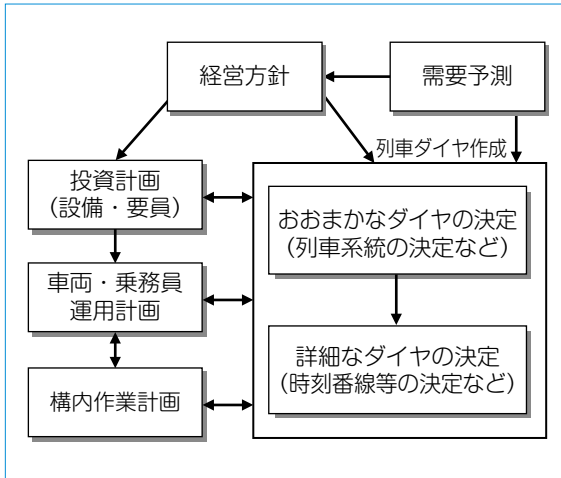 経営方針
需要予測
列車ダイヤ作成
投資計画
（設備・要員）
おおまかなダイヤの決定
（列車系統の決定など）
車両・乗務員
運用計画
詳細なダイヤの決定
（時刻番線等の決定など）
構内作業計画